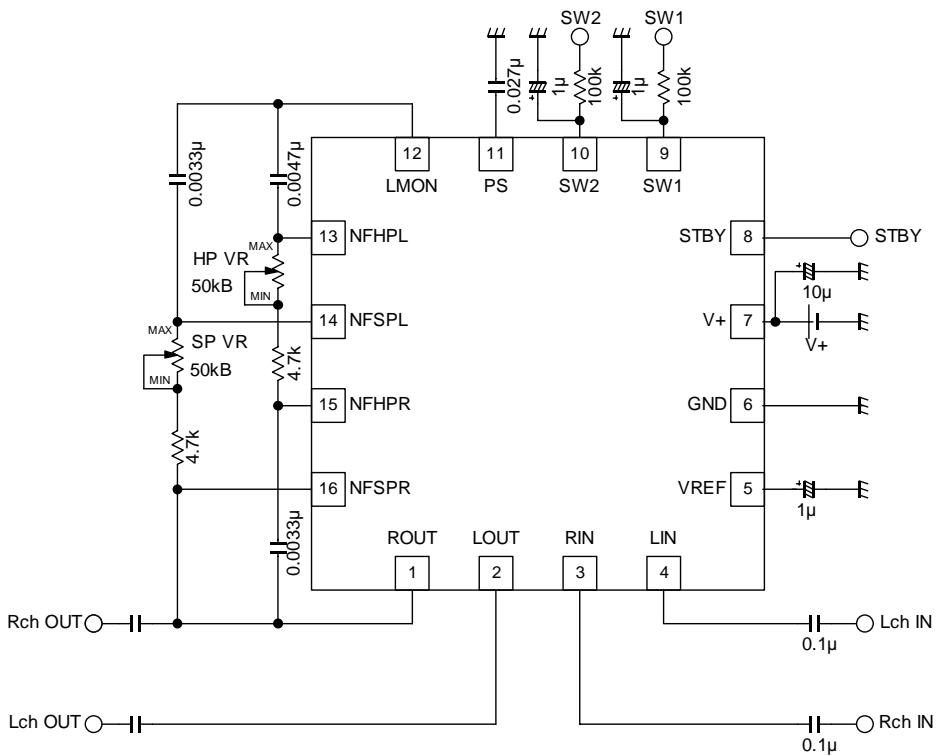 SW2
SW1
0.027µ
1µ
100k
1µ
100k
0.0033µ
0.0047µ
12
11
10
9
LMON
PS
SW2
SW1
13
NFHPL
STBY
8
STBY
MAX
HP VR
50kB
MIN
10µ
14
NFSPL
V+
7
V+
MAX
SP VR
50kB
MIN
4.7k
15
NFHPR
GND
6
4.7k
16
NFSPR
VREF
5
1µ
0.0033µ
ROUT
LOUT
RIN
LIN
1
2
3
4
Rch OUT
Lch IN
0.1µ
Lch OUT
Rch IN
0.1µ
+
+
+
+